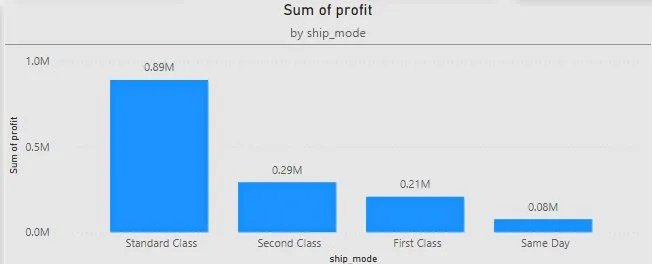 Sum of profit
by ship_mode
1.0M
0.89M
0.5M
0.29M
0.21M
0.08M
0.0M
Sum of profit
Standard Class Second Class First Class Same Day
ship_mode